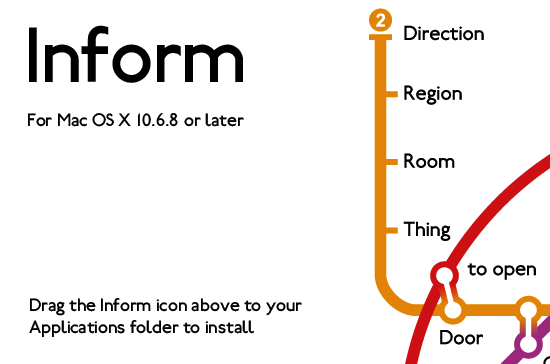 Inform
For Mac OS X 10.6.8 or later
Drag the Inform icon above to your
Applications folder to install
2
Direction
Region
Room
Thing
to open
Door